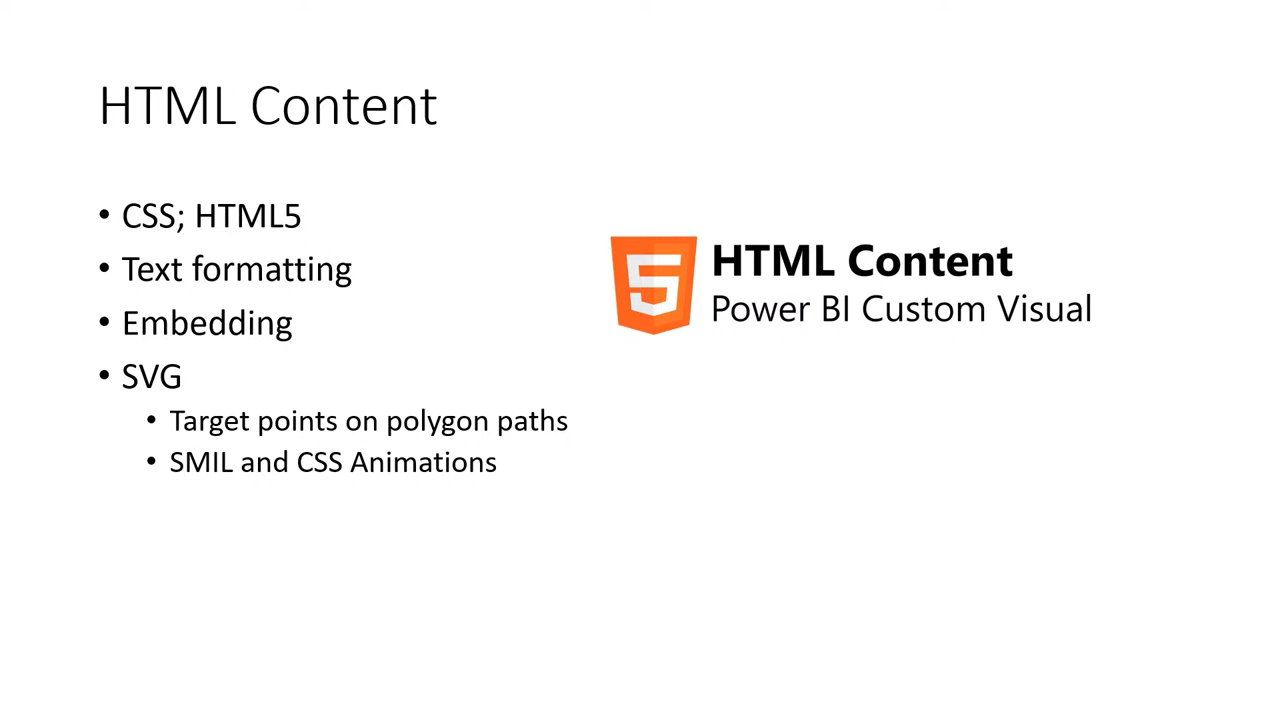 HTML Content
• CSS; HTML5
• Text formatting
• Embedding
• SVG
• Target points on polygon paths
• SMIL and CSS Animations
5
HTML Content
Power BI Custom Visual